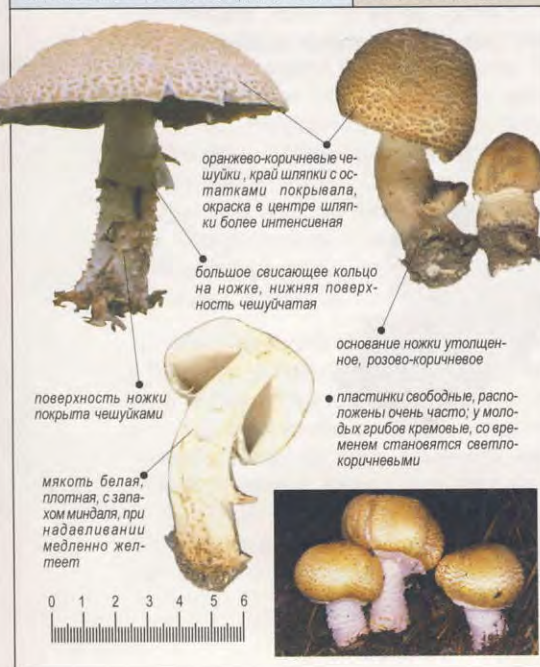 оранжево-коричневые че-
шуйки , край шляпки с ос-
татками покрывала,
окраска в центре шляп-
ки более интенсивная
большое свисающее кольцо
на ножке, нижняя поверх-
ность чешуйчатая
основание ножки утолщен-
ное, розово-коричневое
поверхность ножки
покрыта чешуйками
пластинки свободные, распо-
ложены очень часто; у моло-
дых грибов кремовые, со вре-
менем становятся светло-
коричневыми
мякоть белая,
плотная, с запа-
хом миндаля, при
надавливании
медленно жел-
теет
0 1 2 3 4 5 6